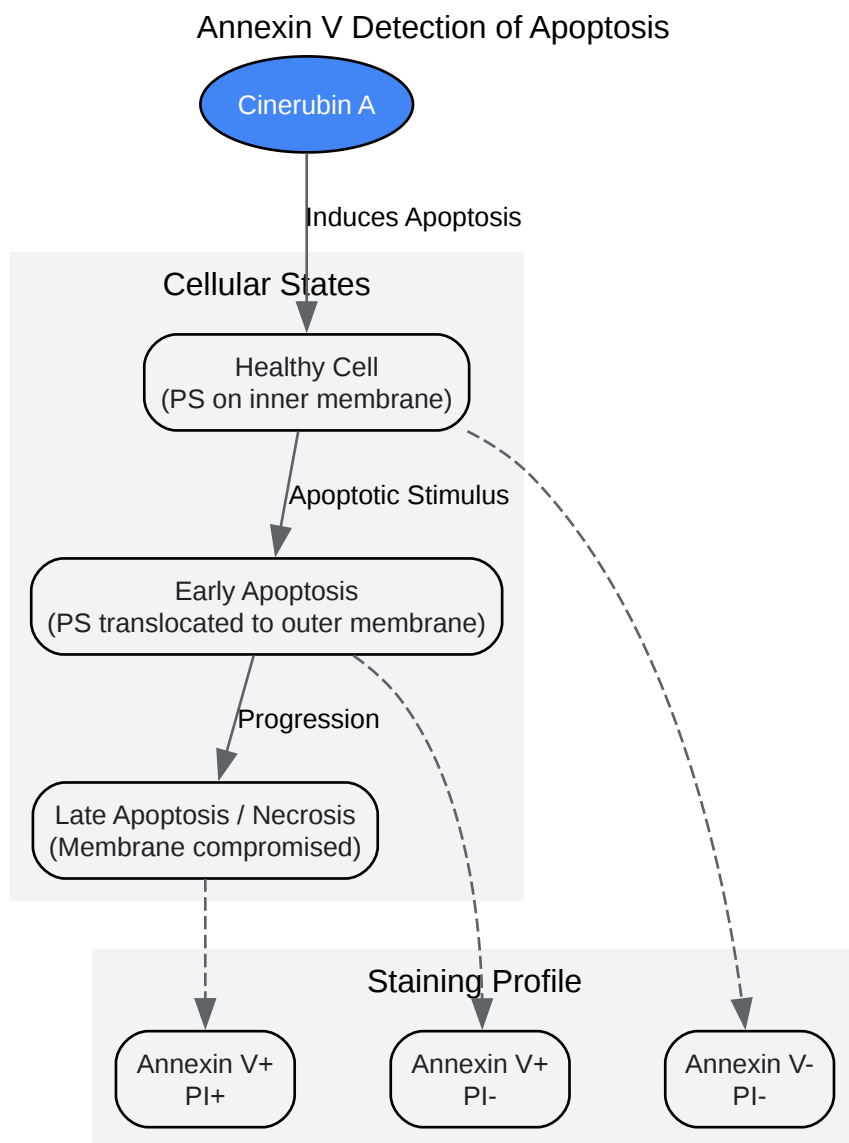 Annexin V Detection of Apoptosis
Cinerubin A
Induces Apoptosis
Cellular States
Healthy Cell
(PS on inner membrane)
Apoptotic Stimulus
Early Apoptosis
(PS translocated to outer membrane)
Progression
Late Apoptosis / Necrosis
(Membrane compromised)
Staining Profile
Annexin V+
PI+
Annexin V+
PI-
Annexin V-
PI-